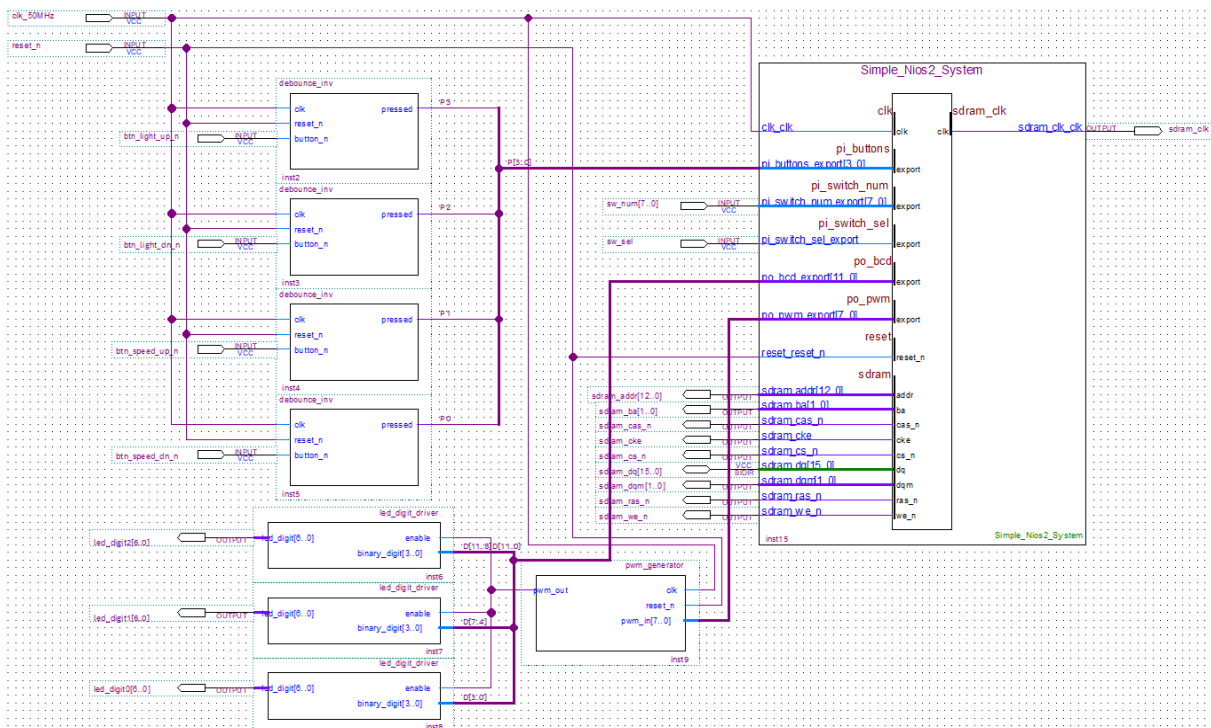 clk_50MHz INPUT VCC
reset_n INPUT VCC
debounce_inv
clk pressed P3
reset_n
btn_light_up_n INPUT VCC button_n
inst2
debounce_inv
clk pressed P2
reset_n
btn_light_dn_n INPUT VCC button_n
inst3
debounce_inv
clk pressed P1
reset_n
btn_speed_up_n INPUT VCC button_n
inst4
debounce_inv
clk pressed P0
reset_n
btn_speed_dn_n INPUT VCC button_n
inst5
P[3..0]
Simple_Nios2_System
clk sdram_clk
clk_clk clk clk sdram_clk_clk OUTPUT sdram_clk
pi_buttons
pi_buttons_export[3..0] export
pi_switch_num
sw_num[7..0] INPUT VCC pi_switch_num_export[7..0] export
pi_switch_sel
sw_sel INPUT VCC pi_switch_sel_export export
po_bcd
po_bcd_export[11..0] export
po_pwm
po_pwm_export[7..0] export
reset
reset_reset_n reset_n
sdram
sdram_addr[12..0] OUTPUT sdram_addr[12..0] addr
sdram_ba[1..0] OUTPUT sdram_ba[1..0] ba
sdram_cas_n OUTPUT sdram_cas_n cas_n
sdram_cke OUTPUT sdram_cke cke
sdram_cs_n OUTPUT sdram_cs_n cs_n
sdram_dq[15..0] VCC BIDIR sdram_dq[15..0] dq
sdram_dqm[1..0] OUTPUT sdram_dqm[1..0] dqm
sdram_ras_n OUTPUT sdram_ras_n ras_n
sdram_we_n OUTPUT sdram_we_n we_n
inst15 Simple_Nios2_System
led_digit_driver
led_digit2[6..0] OUTPUT led_digit[6..0] enable
binary_digit[3..0] D[11..8] D[11..0]
inst6
led_digit_driver
led_digit1[6..0] OUTPUT led_digit[6..0] enable
binary_digit[3..0] D[7..4]
inst7
led_digit_driver
led_digit0[6..0] OUTPUT led_digit[6..0] enable
binary_digit[3..0] D[3..0]
inst8
pwm_generator
pwm_out clk
reset_n
pwm_in[7..0]
inst9